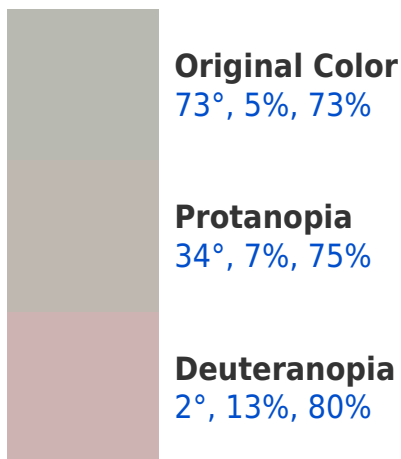 Original Color
73°, 5%, 73%
Protanopia
34°, 7%, 75%
Deuteranopia
2°, 13%, 80%